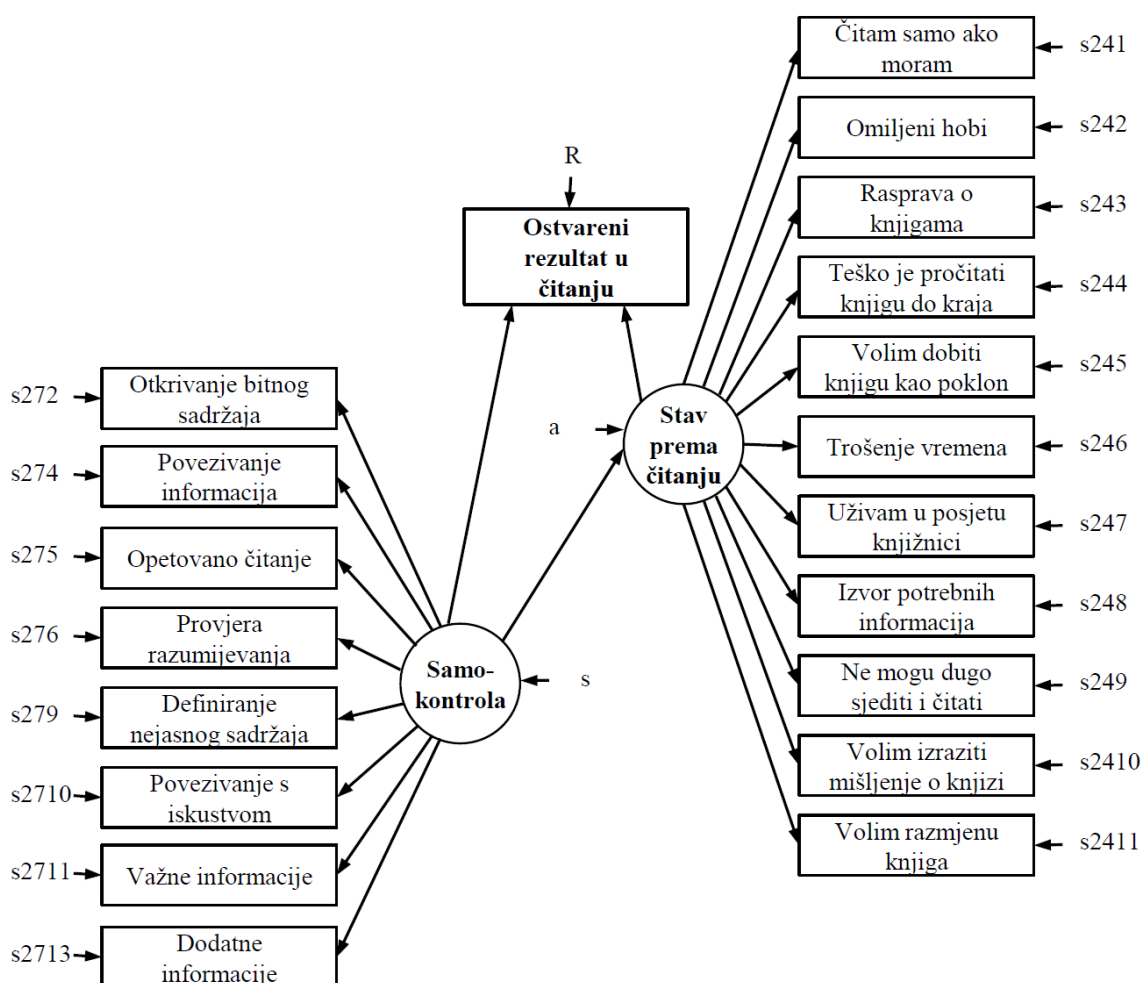 Čitam samo ako
moram
s241
Omiljeni hobi
s242
R
Rasprava o
knjigama
s243
Ostvareni
rezultat u
čitanju
Teško je pročitati
knjigu do kraja
s244
Volim dobiti
knjigu kao poklon
s245
s272
Otkrivanje bitnog
sadržaja
a
Stav
prema
čitanju
Trošenje vremena
s246
s274
Povezivanje
informacija
Uživam u posjetu
knjižnici
s247
s275
Opetovano čitanje
Izvor potrebnih
informacija
s248
s276
Provjera
razumijevanja
Samo-
kontrola
s
Ne mogu dugo
sjediti i čitati
s249
s279
Definiranje
nejasnog sadržaja
Volim izraziti
mišljenje o knjizi
s2410
s2710
Povezivanje s
iskustvom
Volim razmjenu
knjiga
s2411
s2711
Važne informacije
s2713
Dodatne
informacije